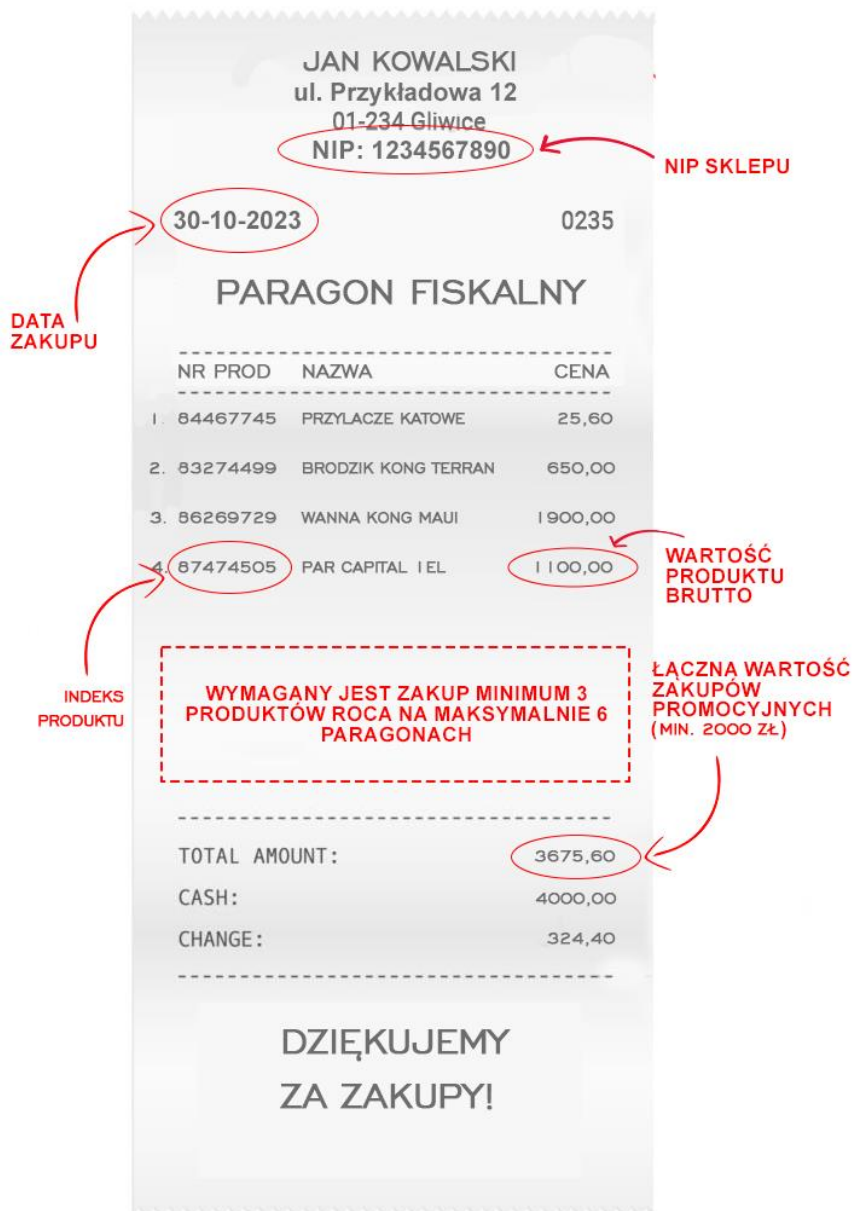 JAN KOWALSKI
ul. Przykładowa 12
01-234 Gliwice
NIP: 1234567890
NIP SKLEPU
30-10-2023 0235
DATA
ZAKUPU
PARAGON FISKALNY
NR PROD NAZWA CENA
1. 84467745 PRZYLACZE KATOWE 25,60
2. 83274499 BRODZIK KONG TERRAN 650,00
3. 86269729 WANNA KONG MAUI 1900,00
4. 87474505 PAR CAPITAL 1EL 1100,00
WARTOŚĆ
PRODUKTU
BRUTTO
INDEKS
PRODUKTU
WYMAGANY JEST ZAKUP MINIMUM 3
PRODUKTÓW ROCA NA MAKSYMALNIE 6
PARAGONACH
ŁĄCZNA WARTOŚĆ
ZAKUPÓW
PROMOCYJNYCH
(MIN. 2000 ZŁ)
TOTAL AMOUNT: 3675,60
CASH: 4000,00
CHANGE: 324,40
DZIĘKUJEMY
ZA ZAKUPY!